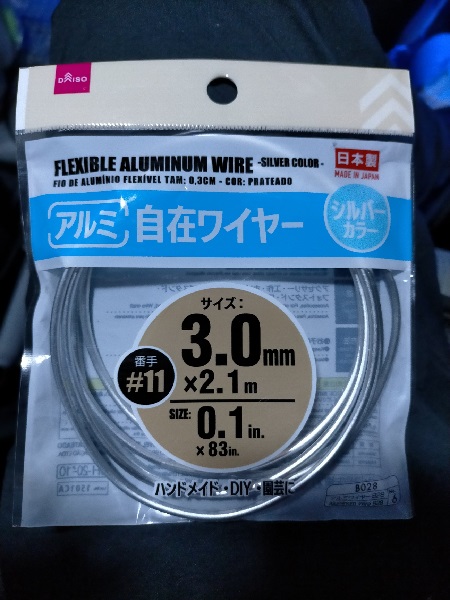 DAISO
FLEXIBLE ALUMINUM WIRE -SILVER COLOR-
FIO DE ALUMÍNIO FLEXÍVEL TAM: 0,3CM - COR: PRATEADO
日本製
MADE IN JAPAN
アルミ 自在ワイヤー
シルバー
カラー
サイズ:
3.0mm
×2.1m
番手
#11
SIZE: 0.1in.
×83in.
ハンドメイド・DIY・園芸に
B028